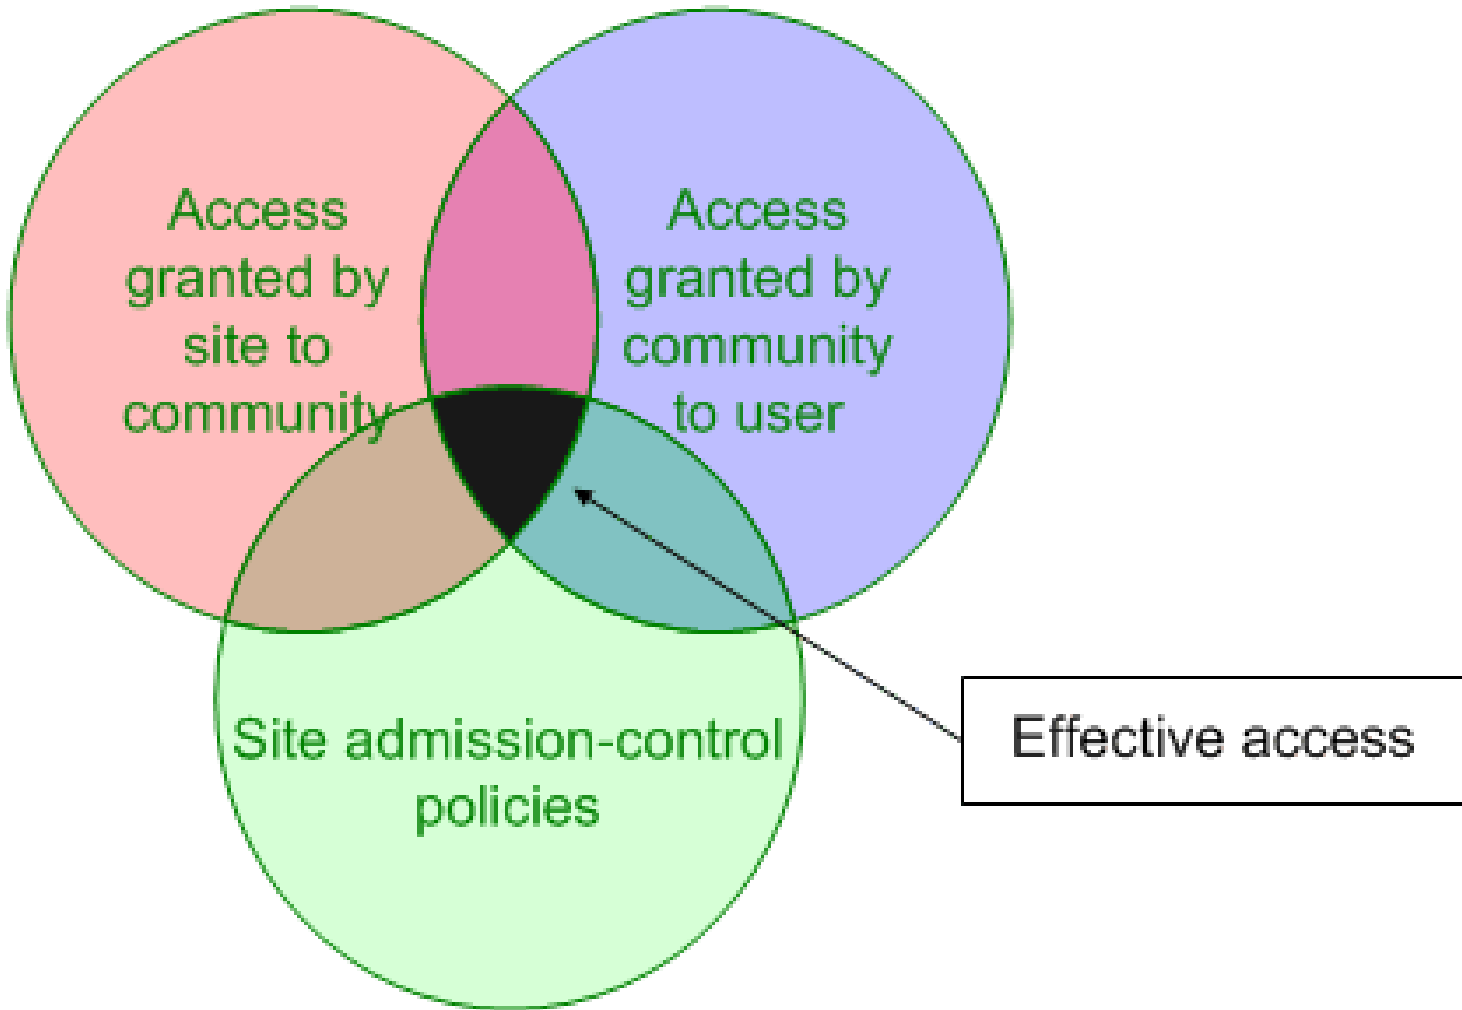 Access
granted by
site to
community
Access
granted by
community
to user
Site admission-control
policies
Effective access